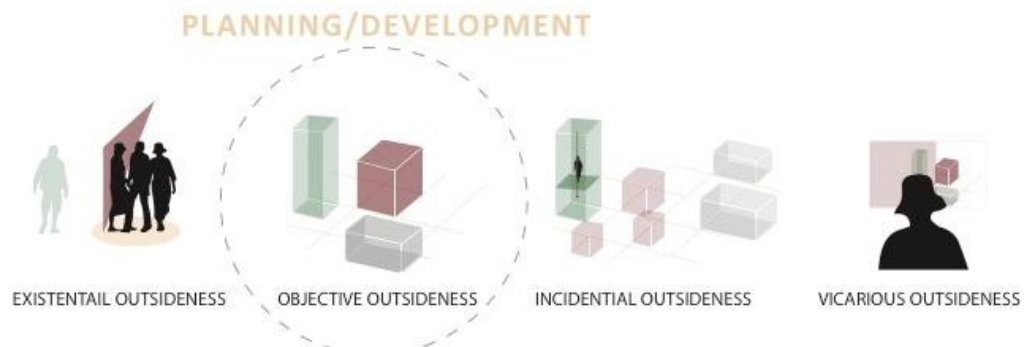 PLANNING/DEVELOPMENT
EXISTENTAIL OUTSIDENESS
OBJECTIVE OUTSIDENESS
INCIDENTIAL OUTSIDENESS
VICARIOUS OUTSIDENESS